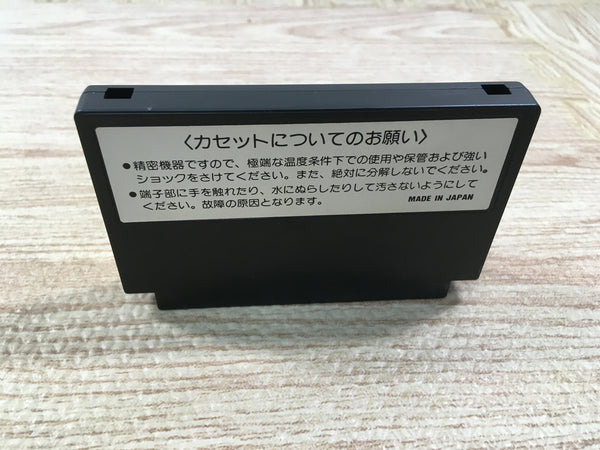 〈カセットについてのお願い〉
●精密機器ですので、極端な温度条件下での使用や保管および強い
ショックをさけてください。また、絶対に分解しないでください。
●端子部に手を触れたり、水にぬらしたりして汚さないようにして
ください。故障の原因となります。
MADE IN JAPAN